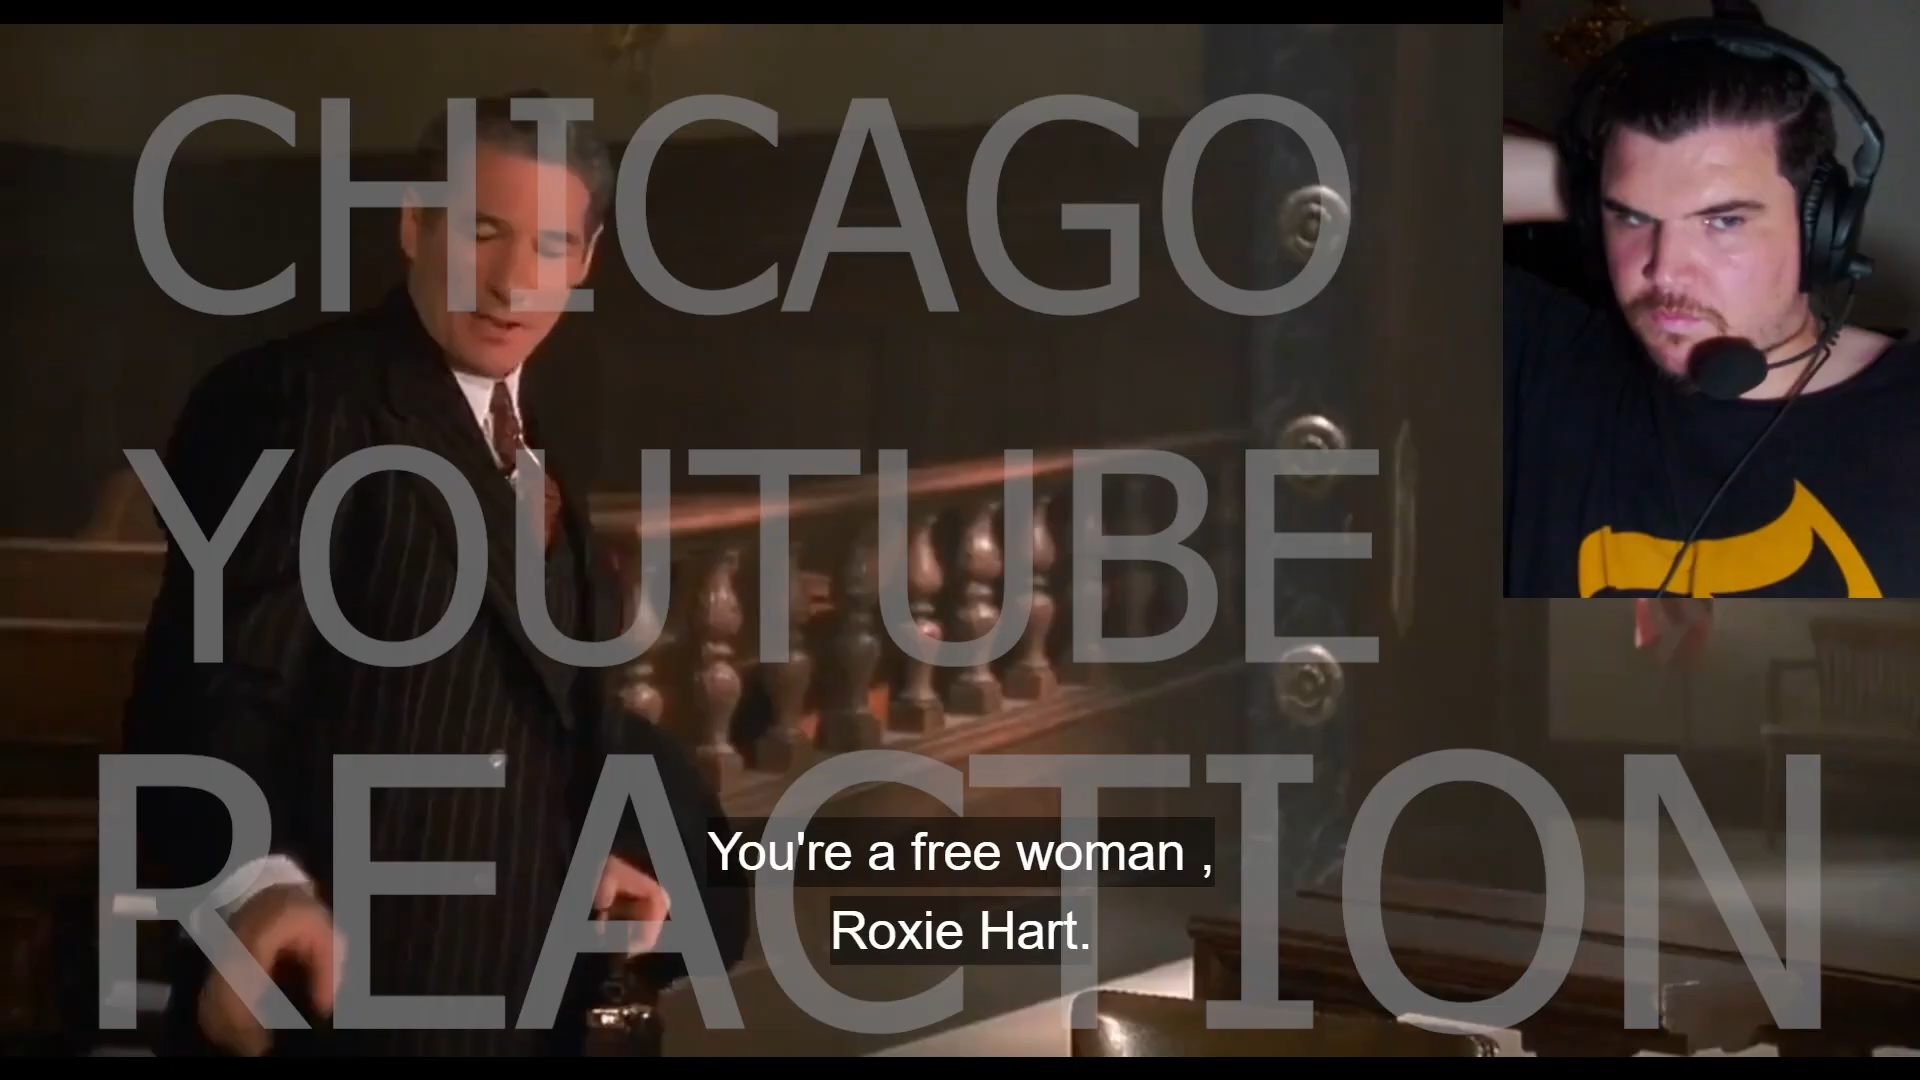 CHICAGO
YOUTUBE
REACTION
You're a free woman ,
Roxie Hart.